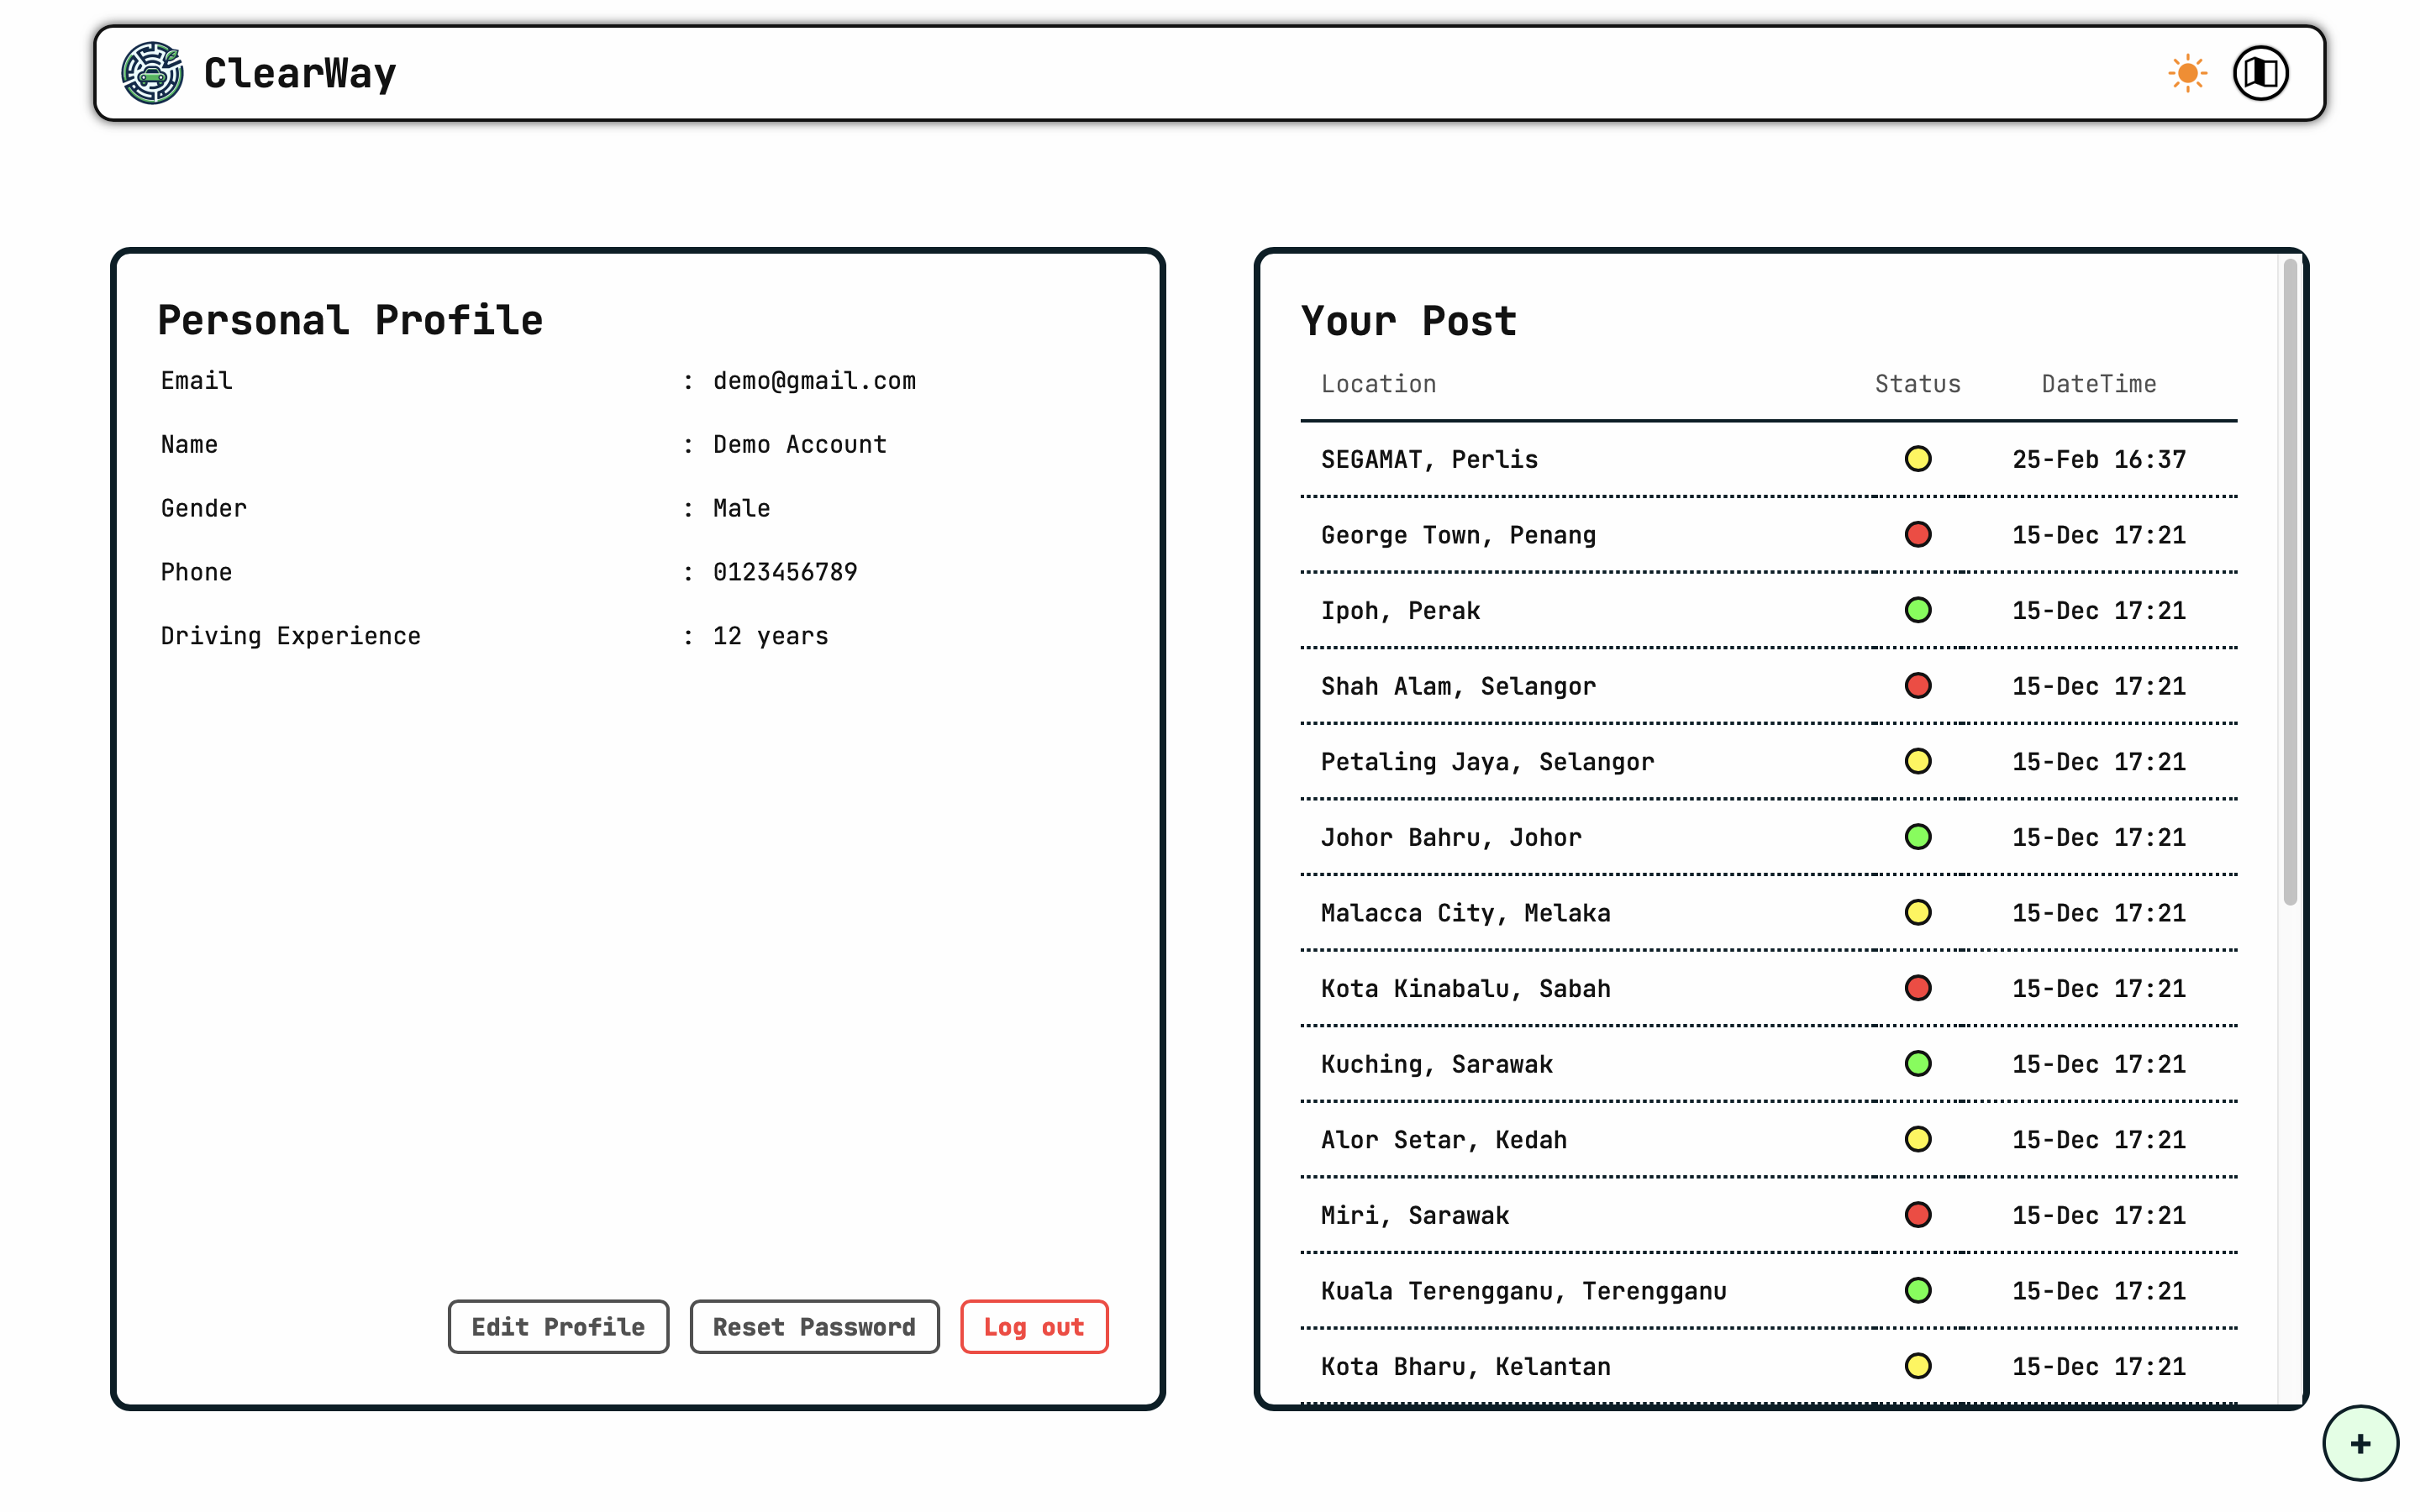 ClearWay
Personal Profile
Email : demo@gmail.com
Name : Demo Account
Gender : Male
Phone : 0123456789
Driving Experience : 12 years
Edit Profile Reset Password Log out
Your Post
Location Status DateTime
SEGAMAT, Perlis 25-Feb 16:37
George Town, Penang 15-Dec 17:21
Ipoh, Perak 15-Dec 17:21
Shah Alam, Selangor 15-Dec 17:21
Petaling Jaya, Selangor 15-Dec 17:21
Johor Bahru, Johor 15-Dec 17:21
Malacca City, Melaka 15-Dec 17:21
Kota Kinabalu, Sabah 15-Dec 17:21
Kuching, Sarawak 15-Dec 17:21
Alor Setar, Kedah 15-Dec 17:21
Miri, Sarawak 15-Dec 17:21
Kuala Terengganu, Terengganu 15-Dec 17:21
Kota Bharu, Kelantan 15-Dec 17:21
+